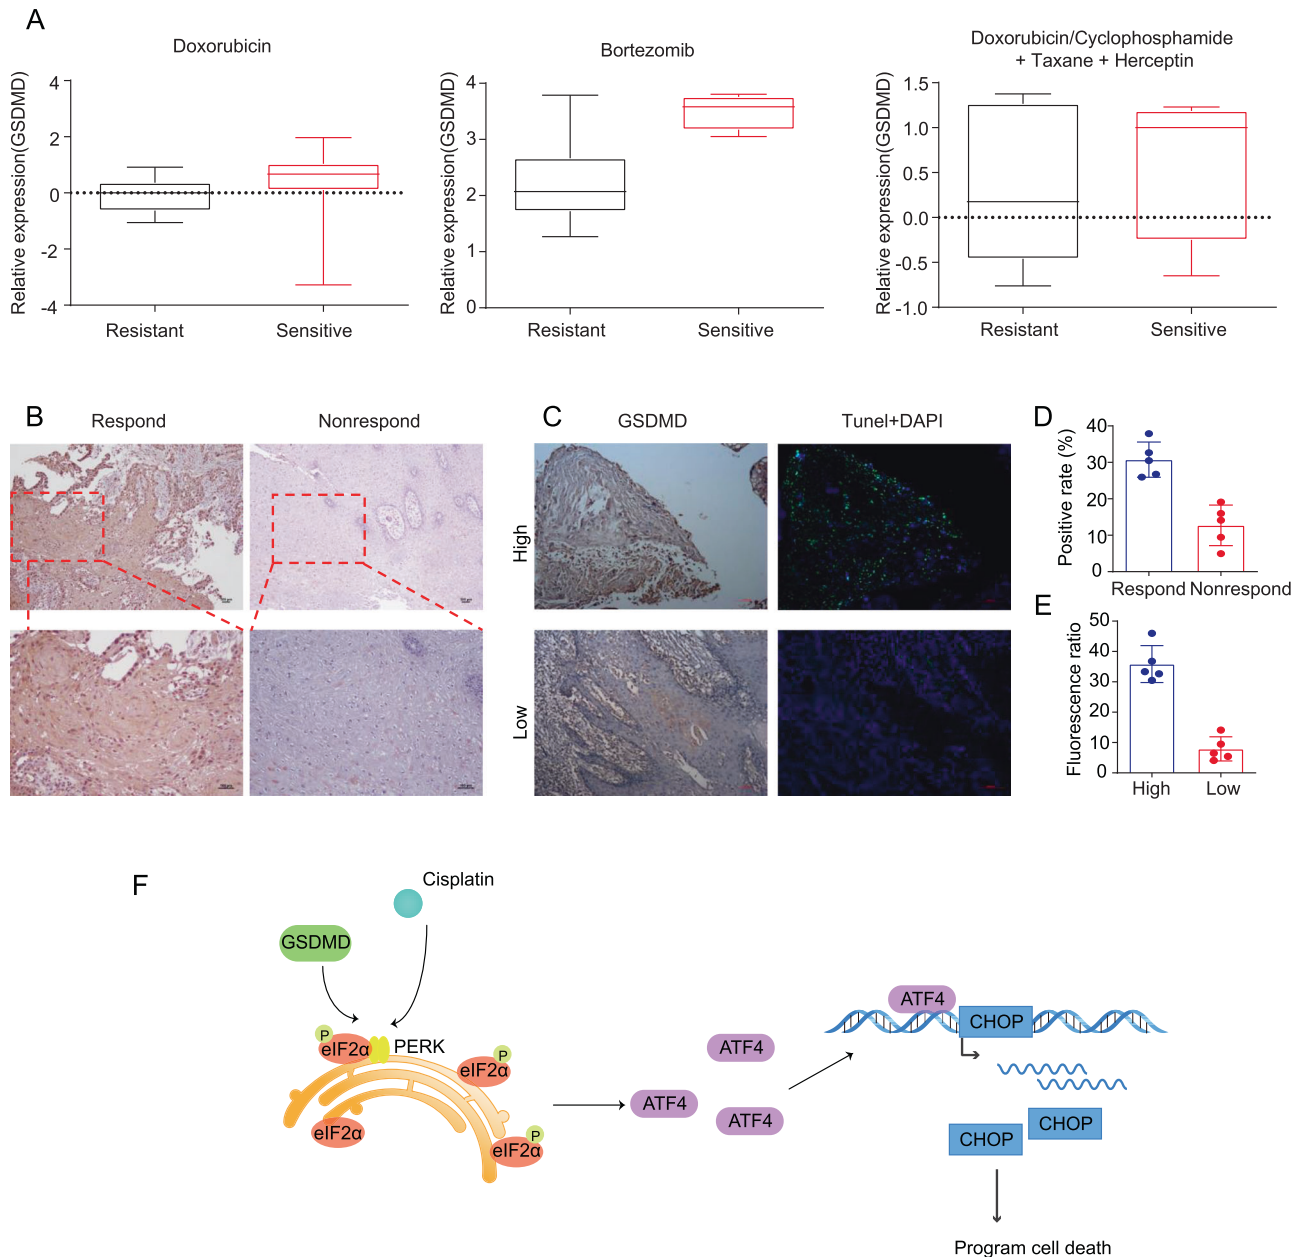 A
Doxorubicin
Relative expression(GSDMD)
4
2
0
-2
-4
Resistant
Sensitive
Bortezomib
Relative expression(GSDMD)
4
3
2
1
0
Resistant
Sensitive
Doxorubicin/Cyclophosphamide
+ Taxane + Herceptin
Relative expression(GSDMD)
1.5
1.0
0.5
0.0
-0.5
-1.0
Resistant
Sensitive
B
Respond
Nonrespond
C
GSDMD
Tunel+DAPI
High
Low
D
Positive rate (%)
40
30
20
10
0
Respond
Nonrespond
E
Fluorescence ratio
50
40
30
20
10
0
High
Low
F
Cisplatin
GSDMD
P
eIF2α
PERK
P
eIF2α
eIF2α
P
eIF2α
ATF4
ATF4
ATF4
ATF4
CHOP
CHOP
CHOP
Program cell death